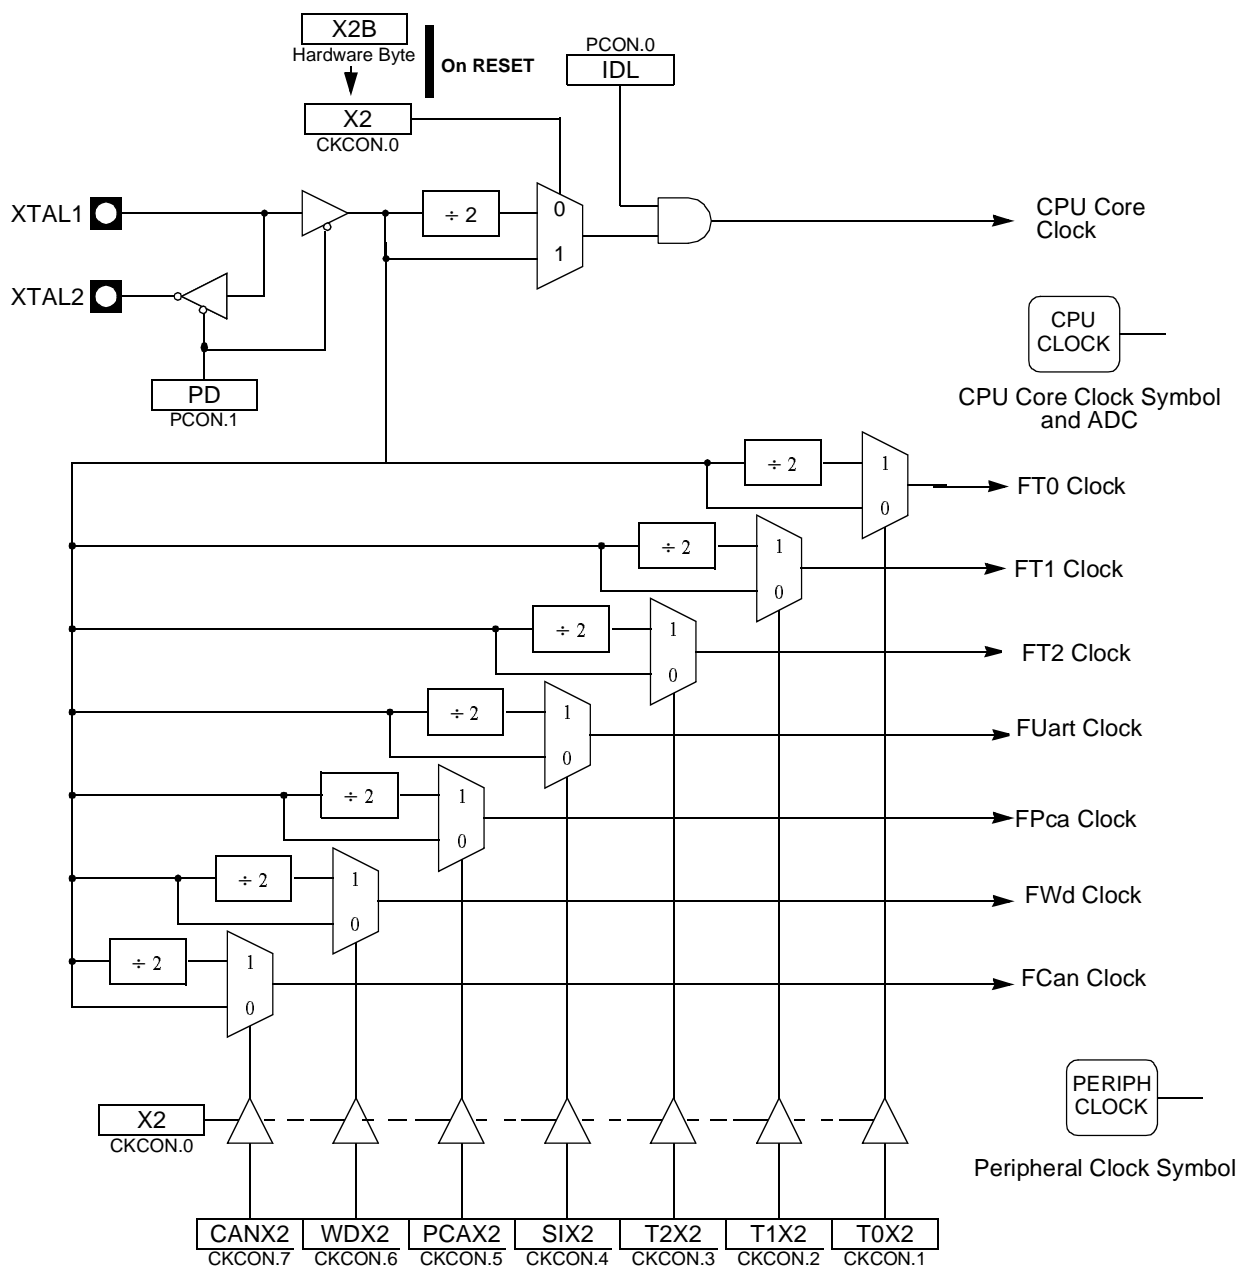 X2B
Hardware Byte
On RESET
PCON.0
IDL
X2
CKCON.0
XTAL1
÷ 2
0
1
CPU Core
Clock
XTAL2
CPU
CLOCK
PD
PCON.1
CPU Core Clock Symbol
and ADC
÷ 2
1
0
FT0 Clock
÷ 2
1
0
FT1 Clock
÷ 2
1
0
FT2 Clock
÷ 2
1
0
FUart Clock
÷ 2
1
0
FPca Clock
÷ 2
1
0
FWd Clock
÷ 2
1
0
FCan Clock
PERIPH
CLOCK
X2
CKCON.0
Peripheral Clock Symbol
CANX2
CKCON.7
WDX2
CKCON.6
PCAX2
CKCON.5
SIX2
CKCON.4
T2X2
CKCON.3
T1X2
CKCON.2
T0X2
CKCON.1